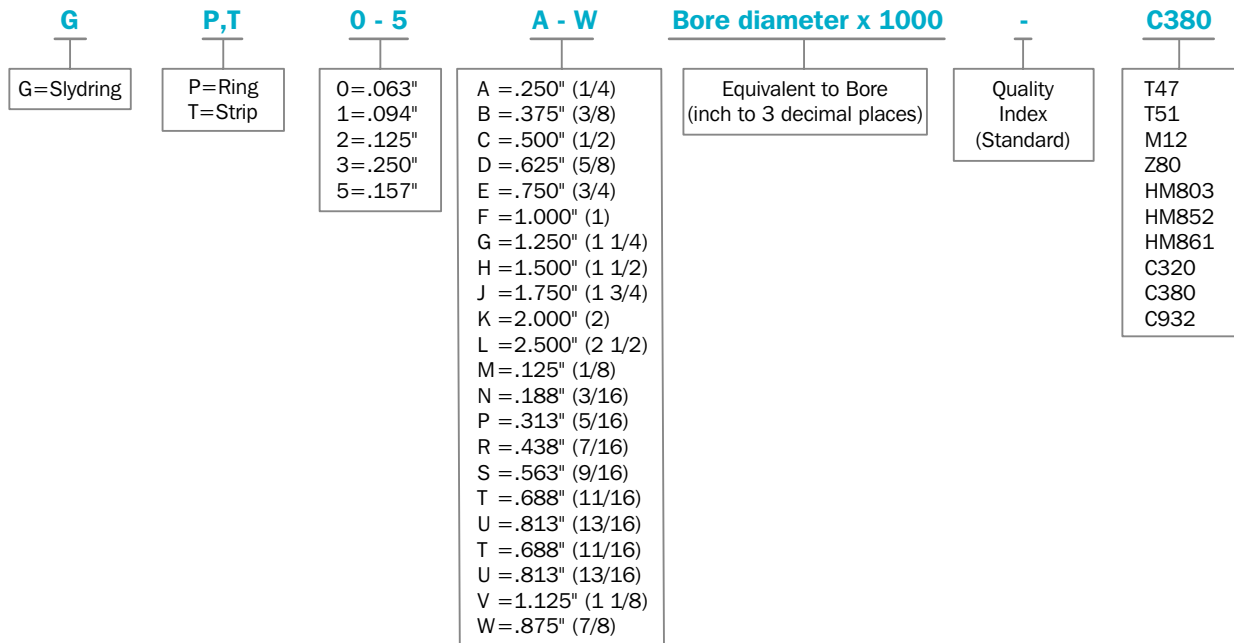 G P,T 0 - 5 A - W Bore diameter x 1000 - C380
G=Slydring
P=Ring
T=Strip
0=.063"
1=.094"
2=.125"
3=.250"
5=.157"
A =.250" (1/4)
B =.375" (3/8)
C =.500" (1/2)
D =.625" (5/8)
E =.750" (3/4)
F =1.000" (1)
G =1.250" (1 1/4)
H =1.500" (1 1/2)
J =1.750" (1 3/4)
K =2.000" (2)
L =2.500" (2 1/2)
M =.125" (1/8)
N =.188" (3/16)
P =.313" (5/16)
R =.438" (7/16)
S =.563" (9/16)
T =.688" (11/16)
U =.813" (13/16)
T =.688" (11/16)
U =.813" (13/16)
V =1.125" (1 1/8)
W =.875" (7/8)
Equivalent to Bore
(inch to 3 decimal places)
Quality
Index
(Standard)
T47
T51
M12
Z80
HM803
HM852
HM861
C320
C380
C932